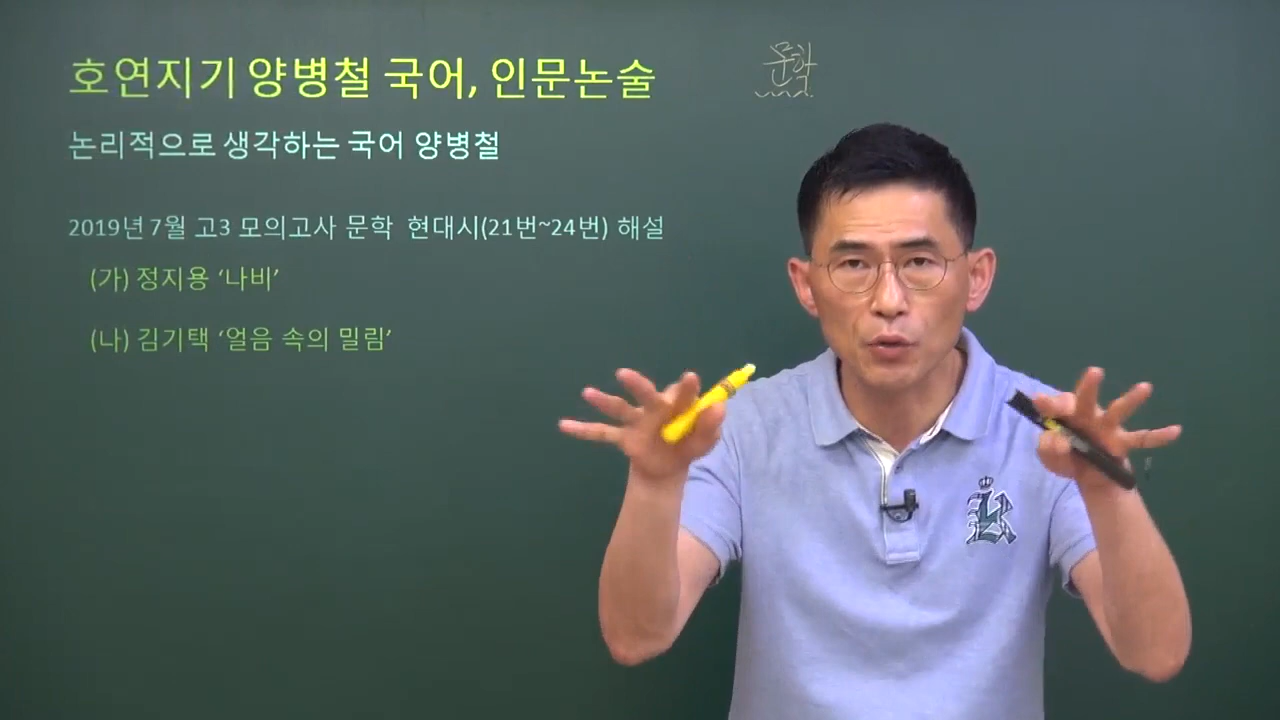 호연지기 양병철 국어, 인문논술
문학
논리적으로 생각하는 국어 양병철
2019년 7월 고3 모의고사 문학 현대시(21번~24번) 해설
(가) 정지용 ‘나비’
(나) 김기택 ‘얼음 속의 밀림’